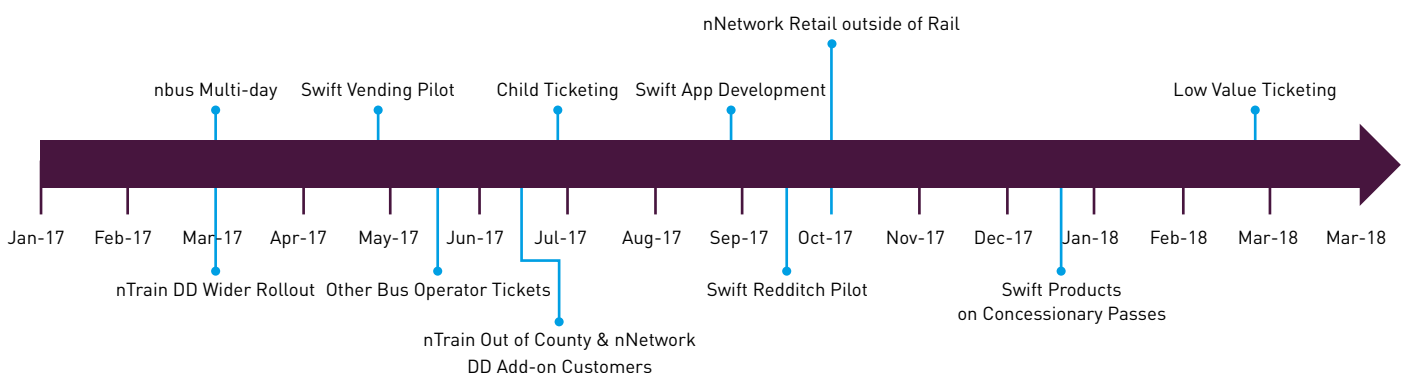 nNetwork Retail outside of Rail
nbus Multi-day
Swift Vending Pilot
Child Ticketing
Swift App Development
Low Value Ticketing
Jan-17
Feb-17
Mar-17
Apr-17
May-17
Jun-17
Jul-17
Aug-17
Sep-17
Oct-17
Nov-17
Dec-17
Jan-18
Feb-18
Mar-18
Mar-18
nTrain DD Wider Rollout
Other Bus Operator Tickets
Swift Redditch Pilot
Swift Products
on Concessionary Passes
nTrain Out of County & nNetwork
DD Add-on Customers